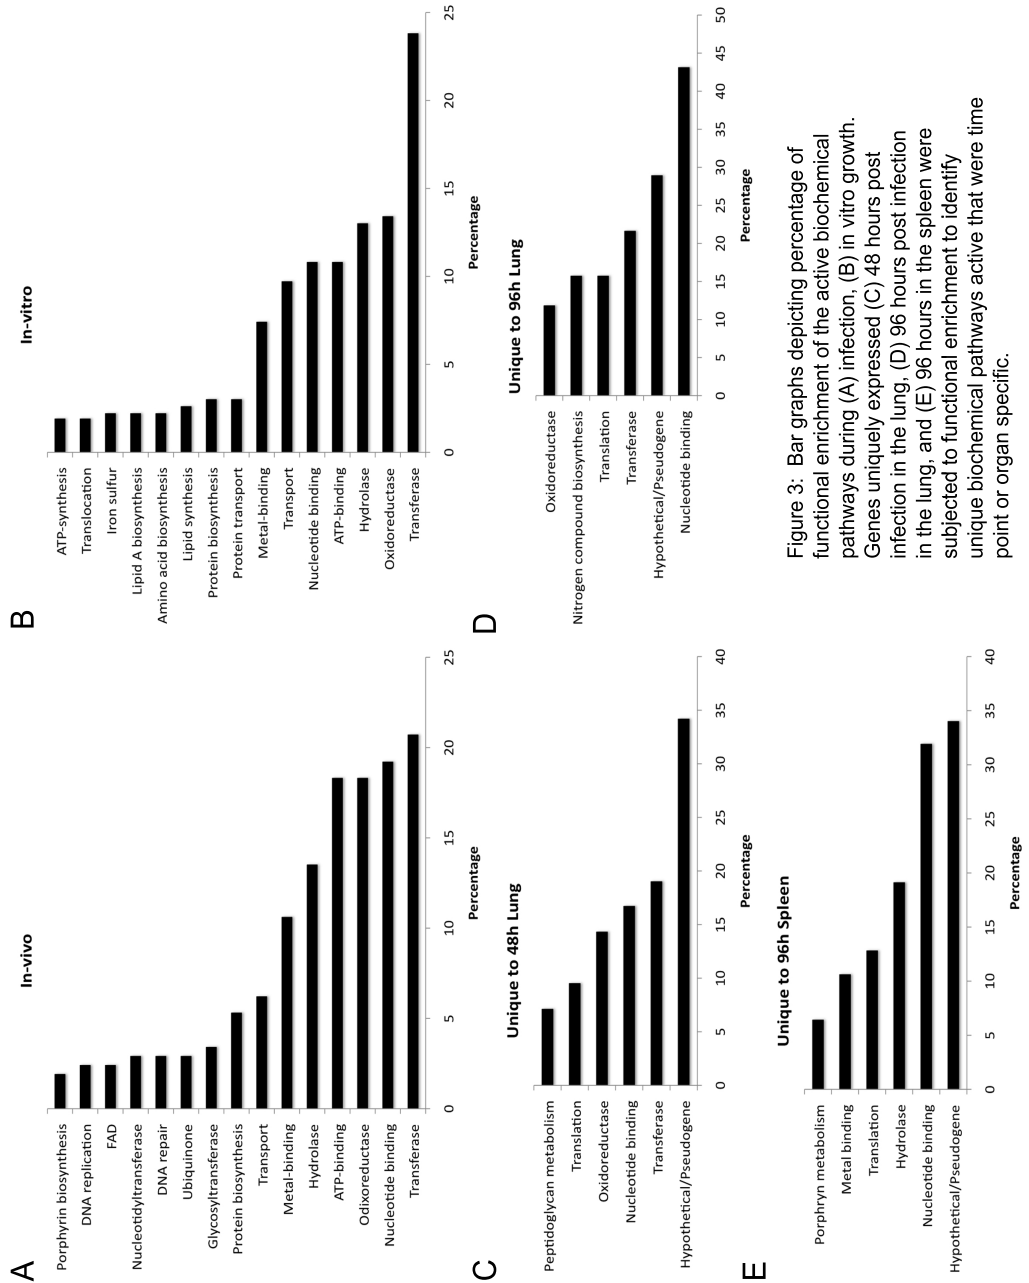 A
In-vivo
Porphyrin biosynthesis
DNA replication
FAD
Nucleotidyltransferase
DNA repair
Ubiquinone
Glycosyltransferase
Protein biosynthesis
Transport
Metal-binding
Hydrolase
ATP-binding
Odixoreductase
Nucleotide binding
Transferase
0 5 10 15 20 25
Percentage
B
In-vitro
ATP-synthesis
Translocation
Iron sulfur
Lipid A biosynthesis
Amino acid biosynthesis
Lipid synthesis
Protein biosynthesis
Protein transport
Metal-binding
Transport
Nucleotide binding
ATP-binding
Hydrolase
Oxidoreductase
Transferase
0 5 10 15 20 25
Percentage
C
Unique to 48h Lung
Peptidoglycan metabolism
Translation
Oxidoreductase
Nucleotide binding
Transferase
Hypothetical/Pseudogene
0 5 10 15 20 25 30 35 40
Percentage
D
Unique to 96h Lung
Oxidoreductase
Nitrogen compound biosynthesis
Translation
Transferase
Hypothetical/Pseudogene
Nucleotide binding
0 5 10 15 20 25 30 35 40 45 50
Percentage
E
Unique to 96h Spleen
Porphryn metabolism
Metal binding
Translation
Hydrolase
Nucleotide binding
Hypothetical/Pseudogene
0 5 10 15 20 25 30 35 40
Percentage
Figure 3: Bar graphs depicting percentage of
functional enrichment of the active biochemical
pathways during (A) infection, (B) in vitro growth.
Genes uniquely expressed (C) 48 hours post
infection in the lung, (D) 96 hours post infection
in the lung, and (E) 96 hours in the spleen were
subjected to functional enrichment to identify
unique biochemical pathways active that were time
point or organ specific.